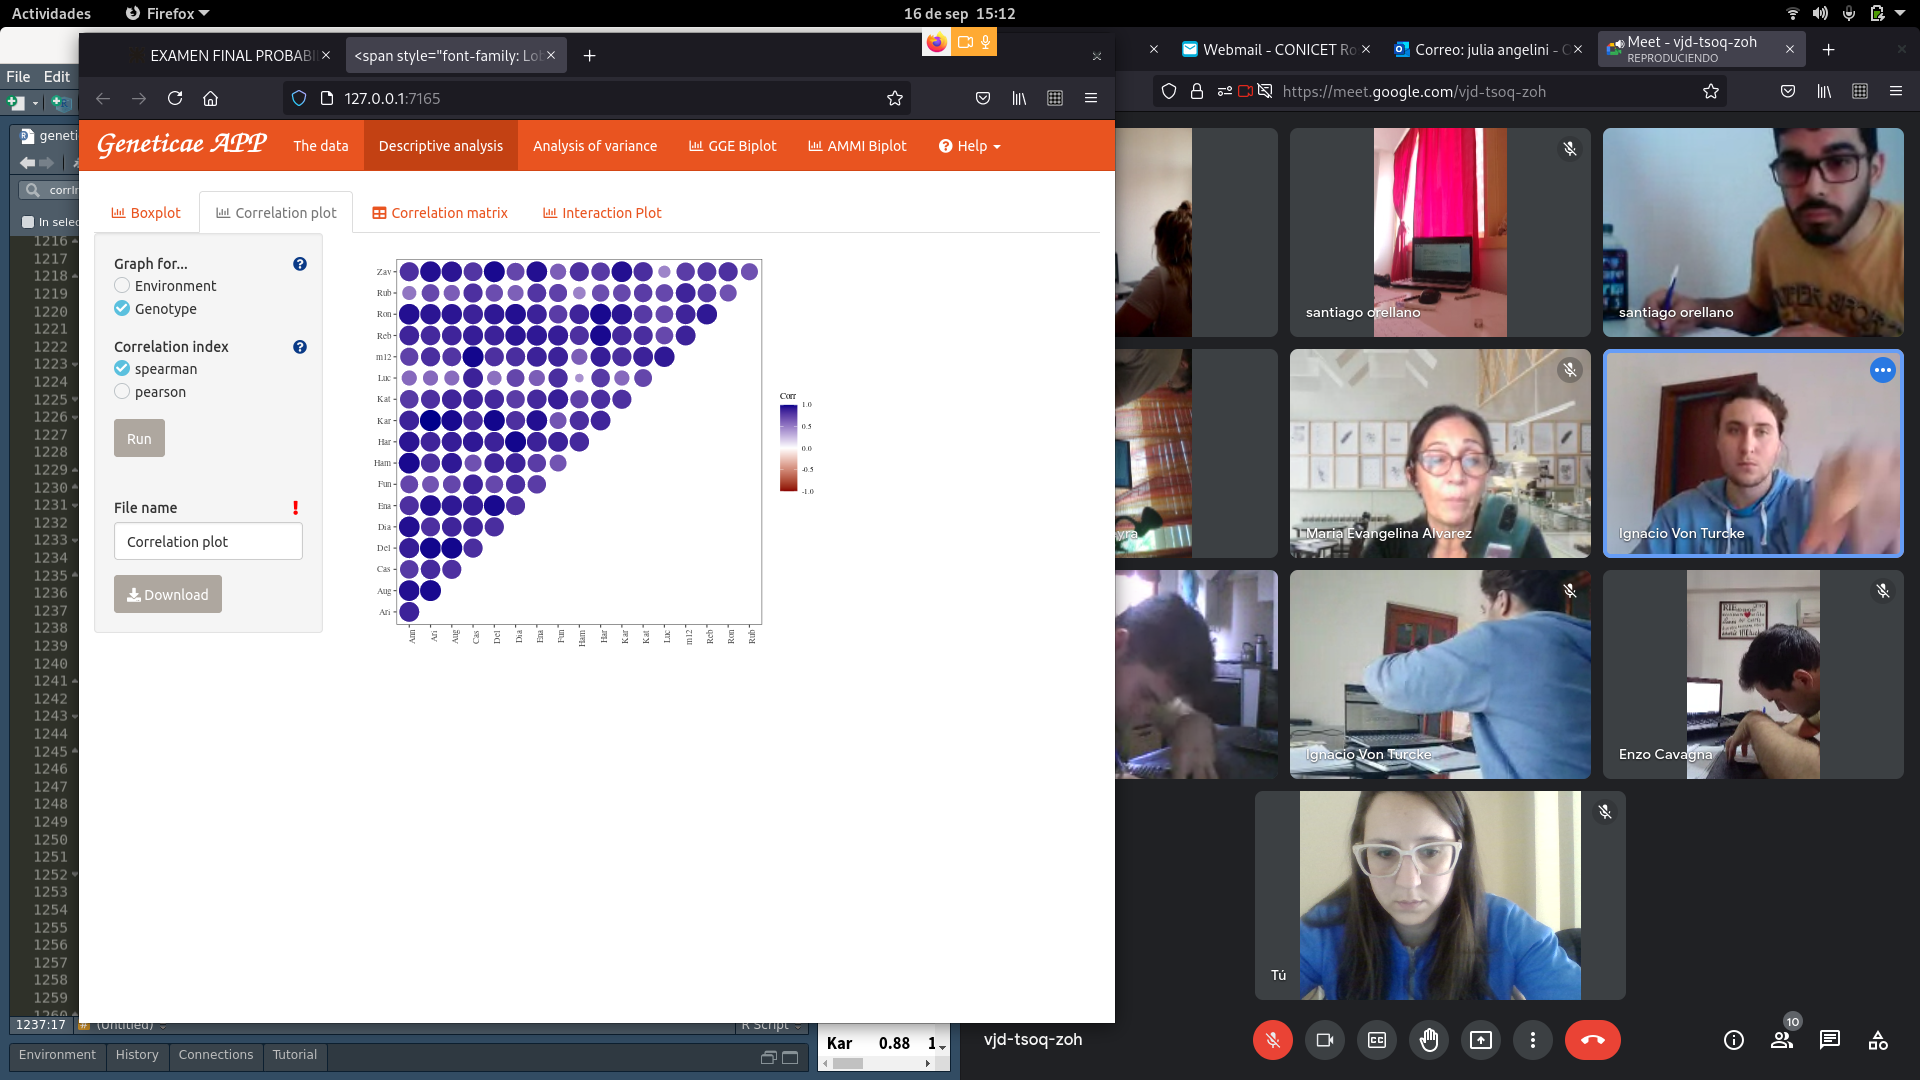 Actividades
Firefox
16 de sep 15:12
EXAMEN FINAL PROBABI
<span style="font-family: Lo
127.0.0.1:7165
Webmail - CONICET Ro
Correo: julia angelini -
Meet - vjd-tsoq-zoh
REPRODUCIENDO
https://meet.google.com/vjd-tsoq-zoh
File Edit
geneti
In selec
Geneticae APP
The data
Descriptive analysis
Analysis of variance
GGE Biplot
AMMI Biplot
Help
Boxplot
Correlation plot
Correlation matrix
Interaction Plot
Graph for...
Environment
Genotype
Correlation index
spearman
pearson
Run
File name
!
Correlation plot
Download
Zav
Rub
Ron
Reb
m12
Luc
Kat
Kar
Har
Ham
Fun
Ena
Dia
Del
Cas
Aug
Ari
Ann
Ari
Aug
Cas
Del
Dia
Ena
Fun
Ham
Har
Kar
Kat
Luc
m12
Reb
Ron
Rub
Corr
1.0
0.5
0.0
-0.5
-1.0
1216
1217
1218
1219
1220
1221
1222
1223
1224
1225
1226
1227
1228
1229
1230
1231
1232
1233
1234
1235
1236
1237
1238
1239
1240
1241
1242
1243
1244
1245
1246
1247
1248
1249
1250
1251
1252
1253
1254
1255
1256
1257
1258
1259
1260
1237:17
(Untitled)
R Script
Environment
History
Connections
Tutorial
Kar 0.88 1
santiago orellano
santiago orellano
yra
Maria Evangelina Alvarez
Ignacio Von Turcke
Ignacio Von Turcke
Enzo Cavagna
Tú
vjd-tsoq-zoh
10